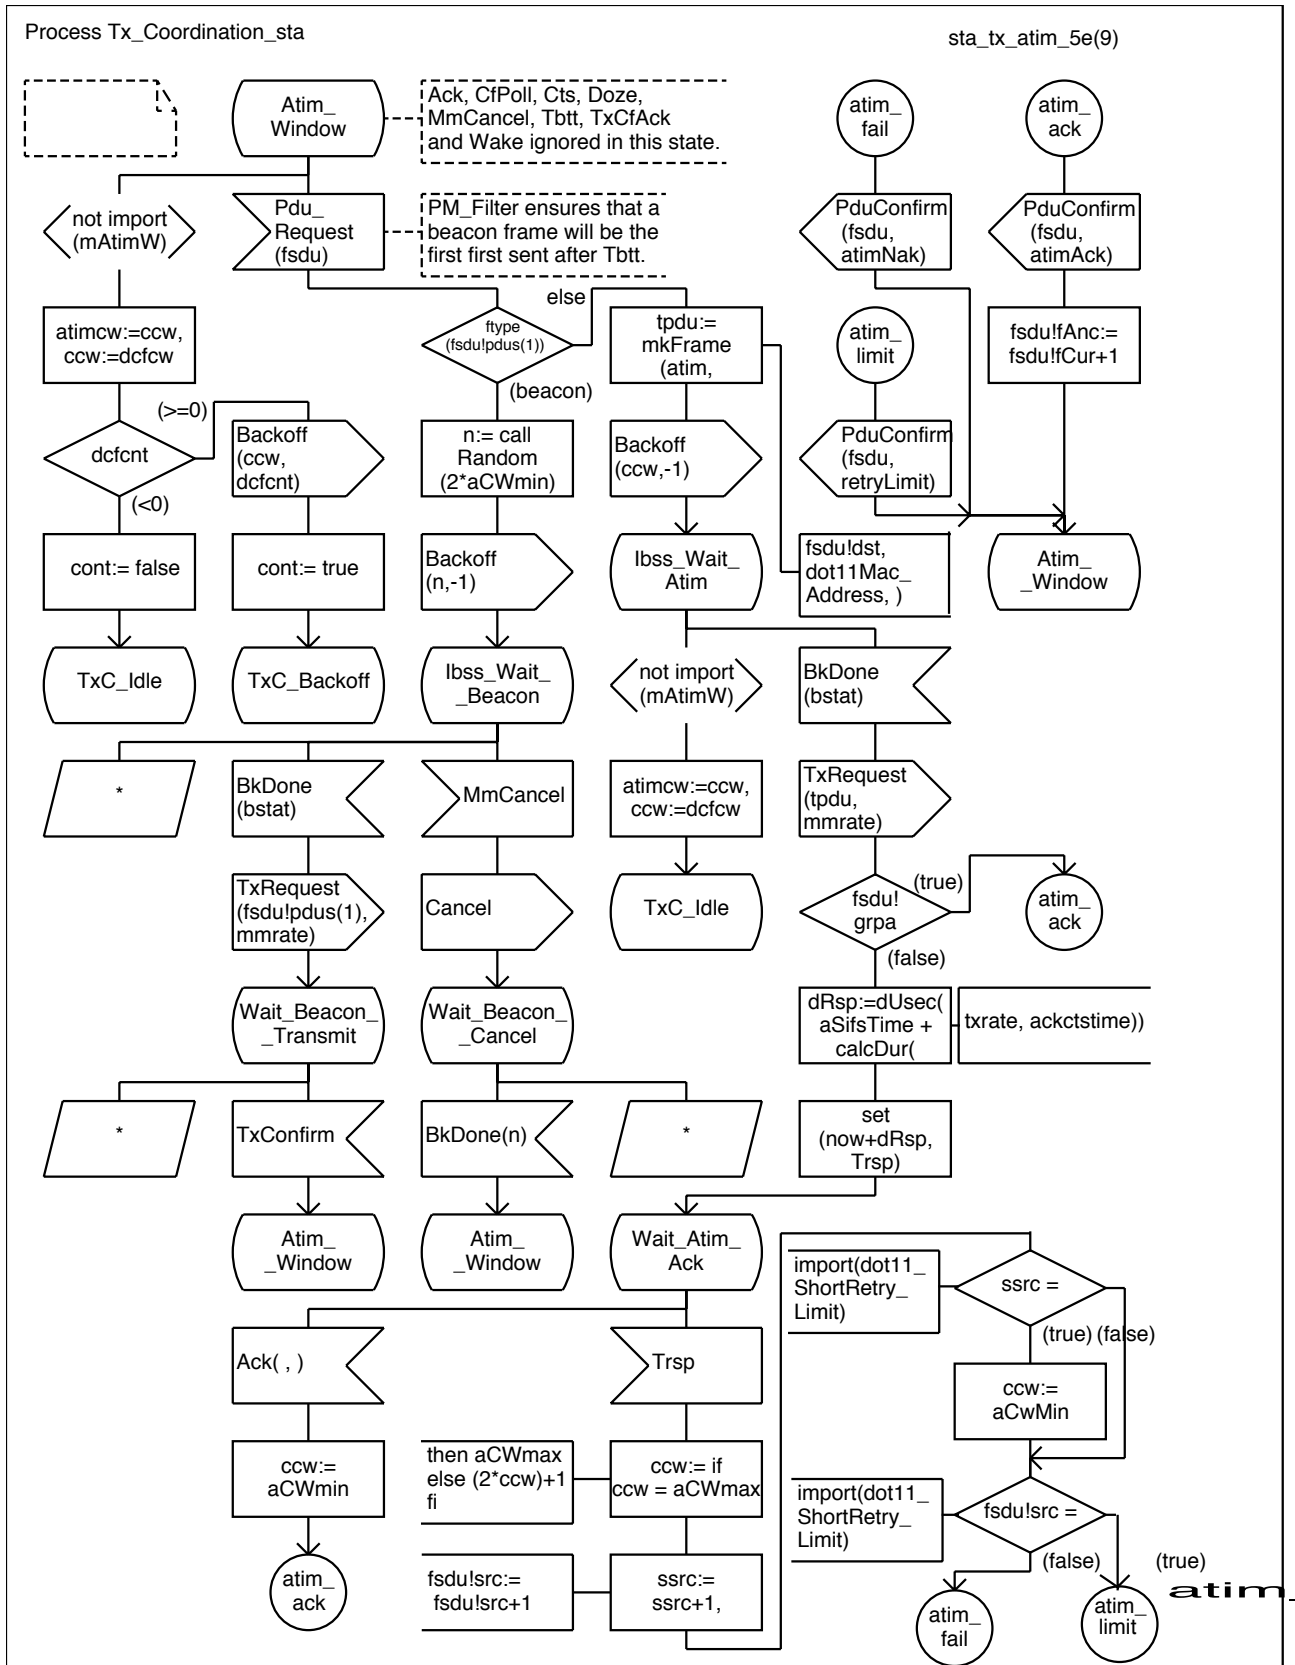 Process Tx_Coordination_sta
sta_tx_atim_5e(9)
Atim_
_Window
Ack, CfPoll, Cts, Doze,
MmCancel, Tbtt, TxCfAck
and Wake ignored in this state.
atim_
fail
atim_
ack
not import
(mAtimW)
Pdu_
Request
(fsdu)
PM_Filter ensures that a
beacon frame will be the
first first sent after Tbtt.
PduConfirm
(fsdu,
atimNak)
PduConfirm
(fsdu,
atimAck)
atimcw:=ccw,
ccw:=dcfcw
ftype
(fsdu!pdus(1))
else
(beacon)
tpdu:=
mkFrame
(atim,
atim_
limit
fsdu!fAnc:=
fsdu!fCur+1
dcfcnt
(>=0)
(<0)
Backoff
(ccw,
dcfcnt)
n:= call
Random
(2*aCWmin)
Backoff
(ccw,-1)
PduConfirm
(fsdu,
retryLimit)
cont:= false
cont:= true
Backoff
(n,-1)
Ibss_Wait_
_Atim
fsdu!dst,
dot11Mac_
Address, )
Atim_
_Window
TxC_Idle
TxC_Backoff
Ibss_Wait_
_Beacon
not import
(mAtimW)
BkDone
(bstat)
*
BkDone
(bstat)
MmCancel
atimcw:=ccw,
ccw:=dcfcw
TxRequest
(tpdu,
mmrate)
TxRequest
(fsdu!pdus(1),
mmrate)
Cancel
TxC_Idle
fsdu!
grpa
(true)
(false)
atim_
ack
Wait_Beacon_
_Transmit
Wait_Beacon_
_Cancel
dRsp:=dUsec(
aSifsTime +
calcDur(
txrate, ackctstime))
*
TxConfirm
BkDone(n)
*
set
(now+dRsp,
Trsp)
Atim_
_Window
Atim_
_Window
Wait_Atim_
_Ack
import(dot11_
ShortRetry_
Limit)
ssrc =
(true)
(false)
Ack( , )
Trsp
ccw:=
aCwMin
ccw:=
aCWmin
then aCWmax
else (2*ccw)+1
fi
ccw:= if
ccw = aCWmax
import(dot11_
ShortRetry_
Limit)
fsdu!src =
(false)
(true)
atim_
ack
fsdu!src:=
fsdu!src+1
ssrc:=
ssrc+1,
atim_
fail
atim_
limit
atim_